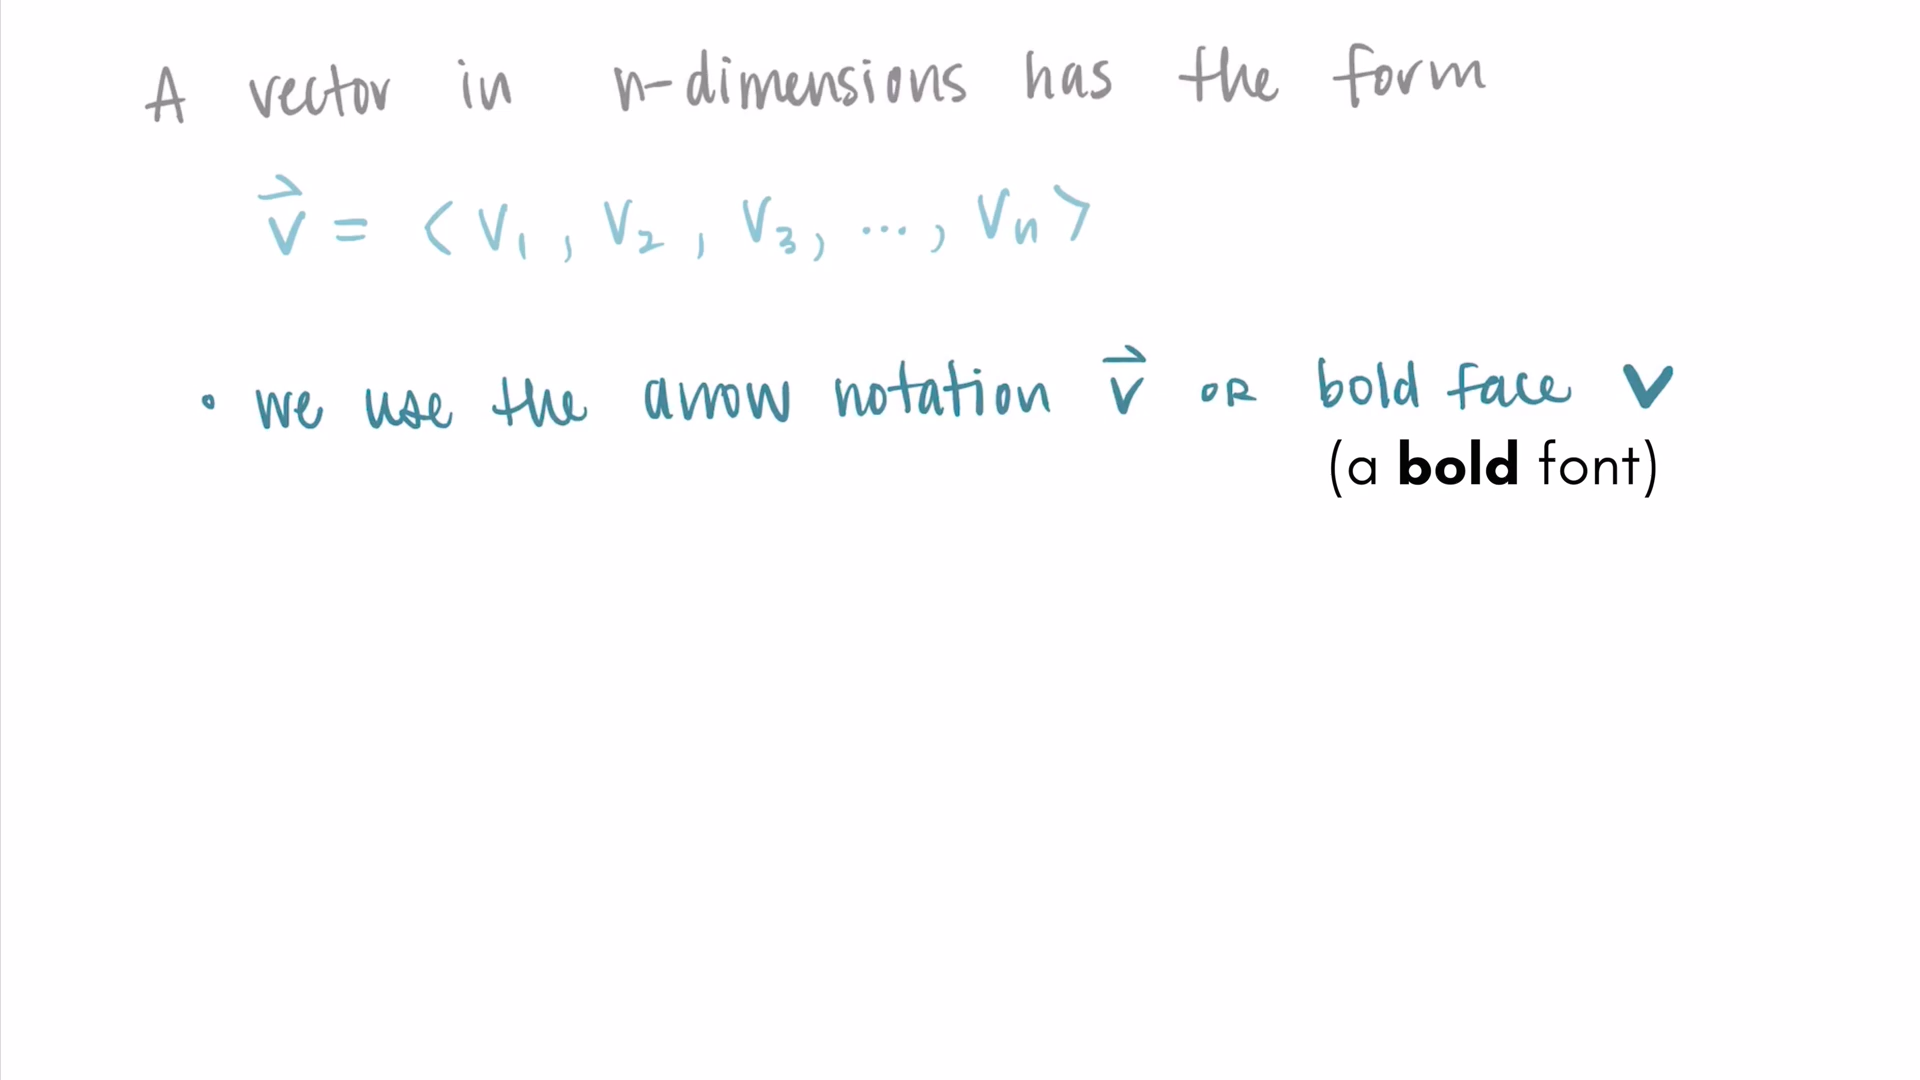 A vector in n-dimensions has the form
v⃗ = ⟨ v₁ , v₂ , v₃, ..., vₙ ⟩
• we use the arrow notation v⃗ OR bold face **v**
(a **bold** font)